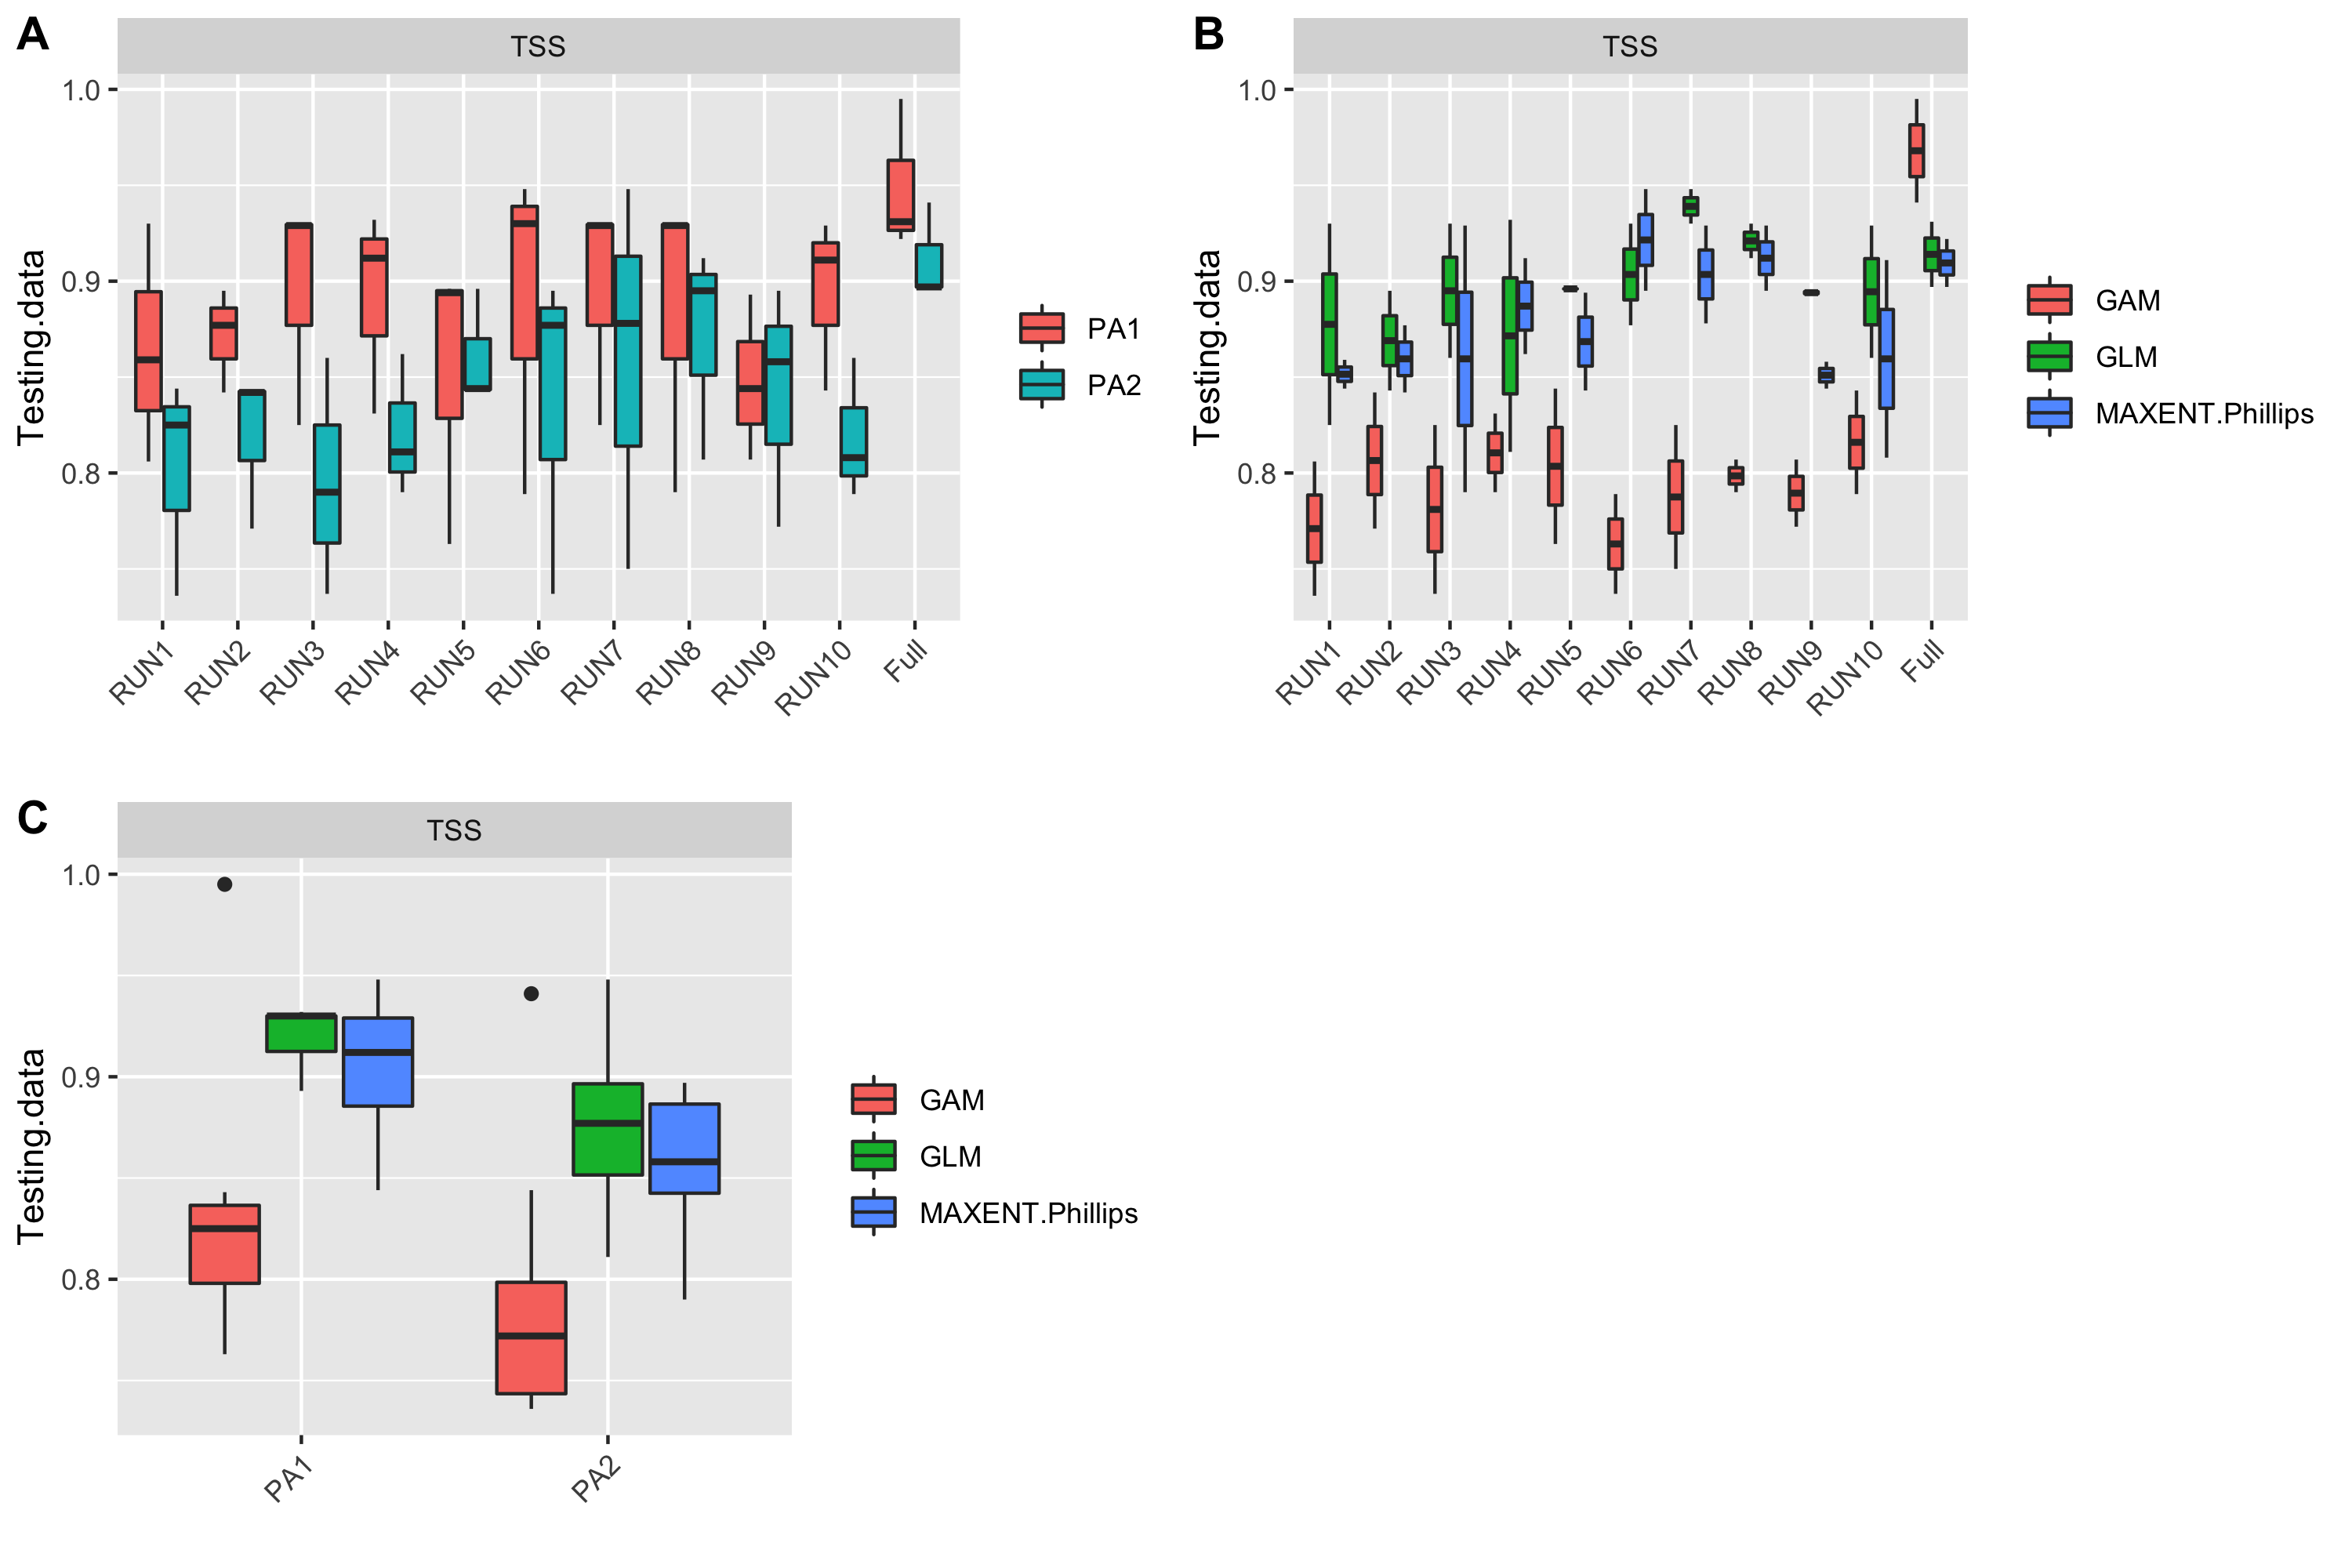 A
TSS
1.0
0.9
0.8
Testing.data
RUN1
RUN2
RUN3
RUN4
RUN5
RUN6
RUN7
RUN8
RUN9
RUN10
Full
PA1
PA2
B
TSS
1.0
0.9
0.8
Testing.data
RUN1
RUN2
RUN3
RUN4
RUN5
RUN6
RUN7
RUN8
RUN9
RUN10
Full
GAM
GLM
MAXENT.Phillips
C
TSS
1.0
0.9
0.8
Testing.data
PA1
PA2
GAM
GLM
MAXENT.Phillips